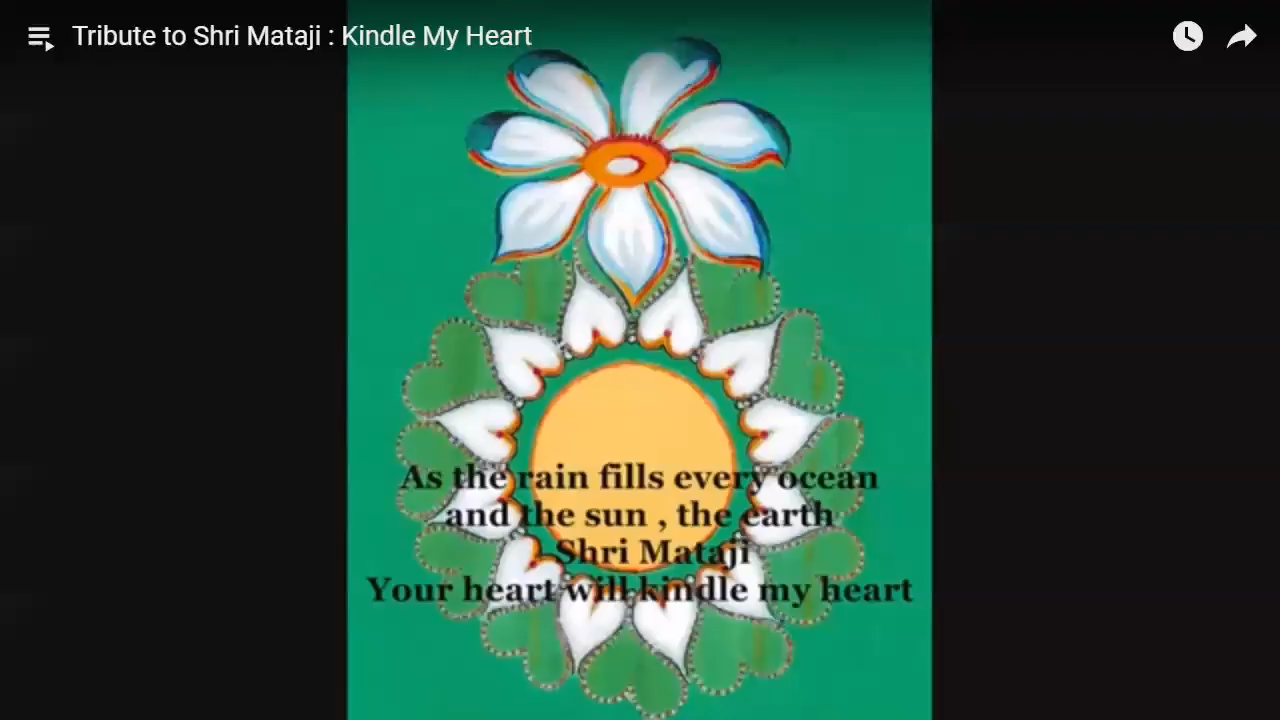 Tribute to Shri Mataji : Kindle My Heart
As the rain fills every ocean
and the sun , the earth
Shri Mataji
Your heart will kindle my heart